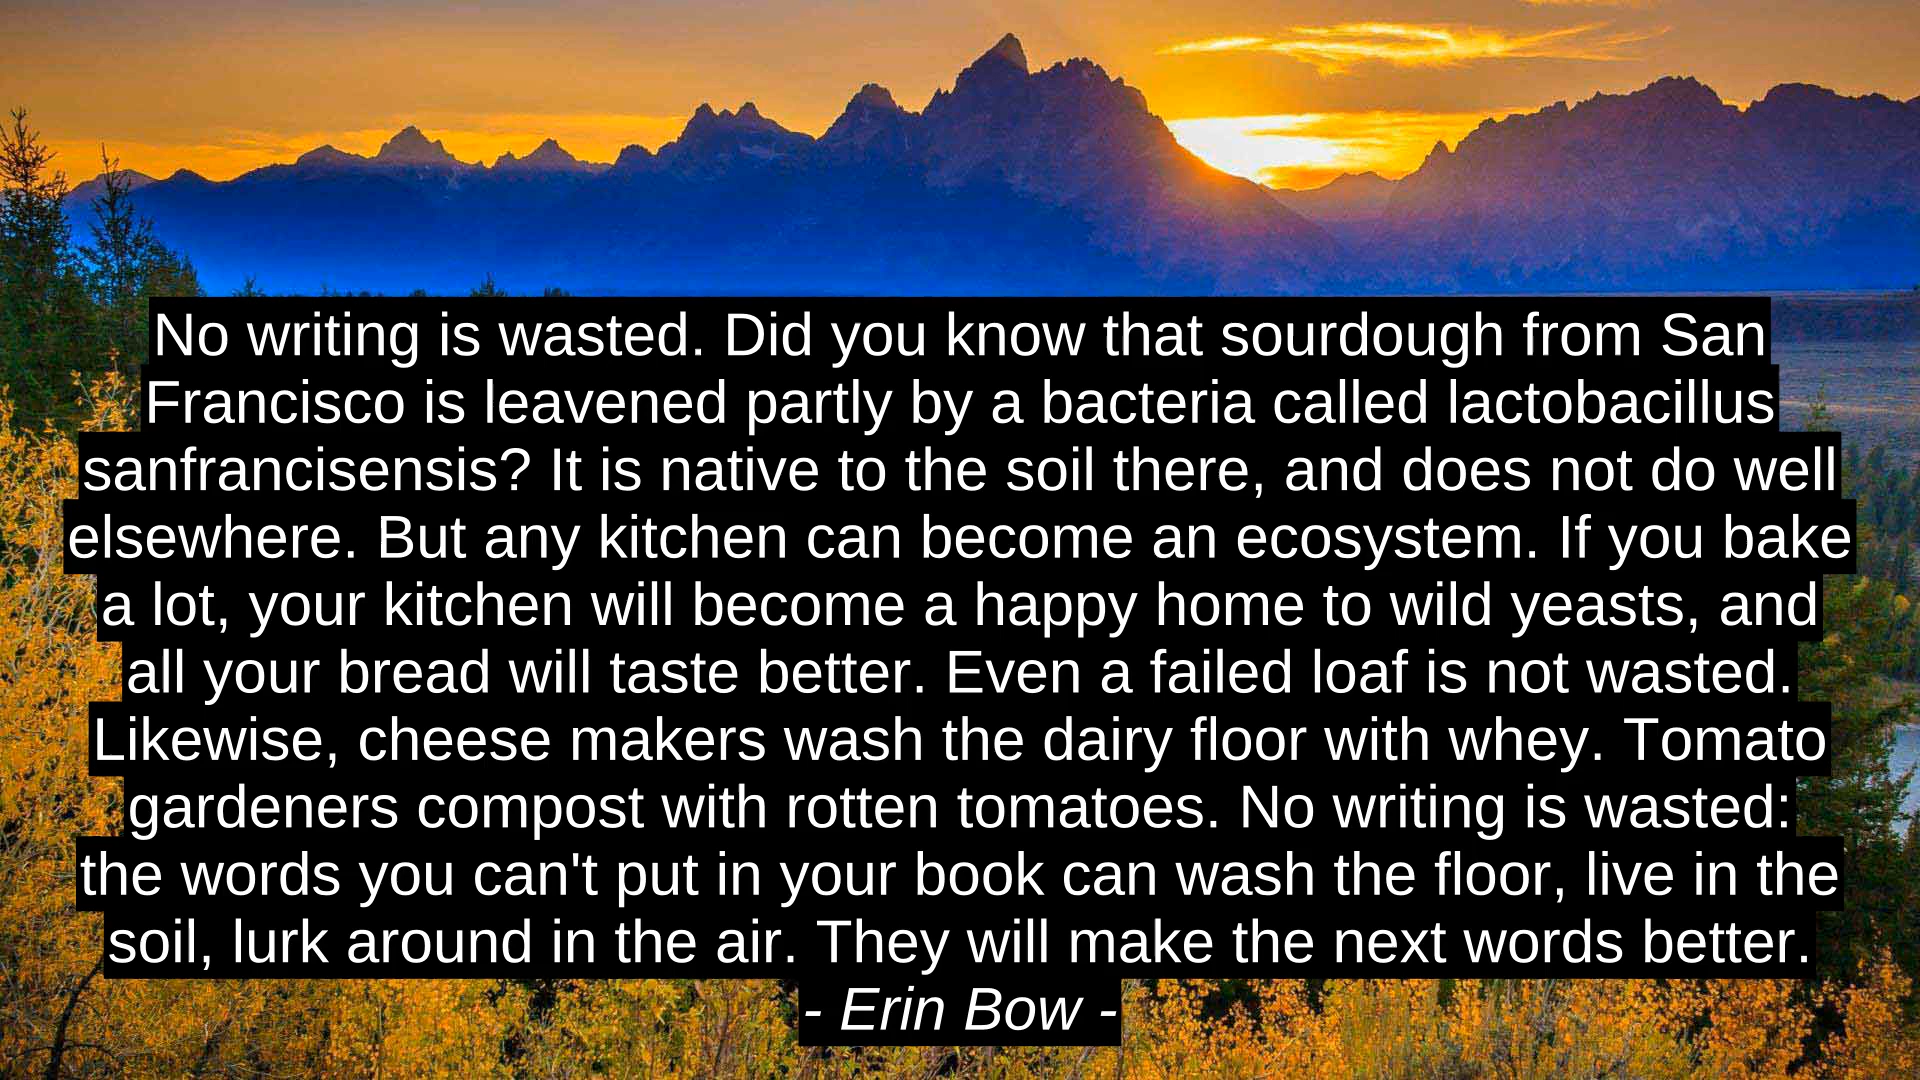 No writing is wasted. Did you know that sourdough from San
Francisco is leavened partly by a bacteria called lactobacillus
sanfrancisensis? It is native to the soil there, and does not do well
elsewhere. But any kitchen can become an ecosystem. If you bake
a lot, your kitchen will become a happy home to wild yeasts, and
all your bread will taste better. Even a failed loaf is not wasted.
Likewise, cheese makers wash the dairy floor with whey. Tomato
gardeners compost with rotten tomatoes. No writing is wasted:
the words you can't put in your book can wash the floor, live in the
soil, lurk around in the air. They will make the next words better.
- Erin Bow -